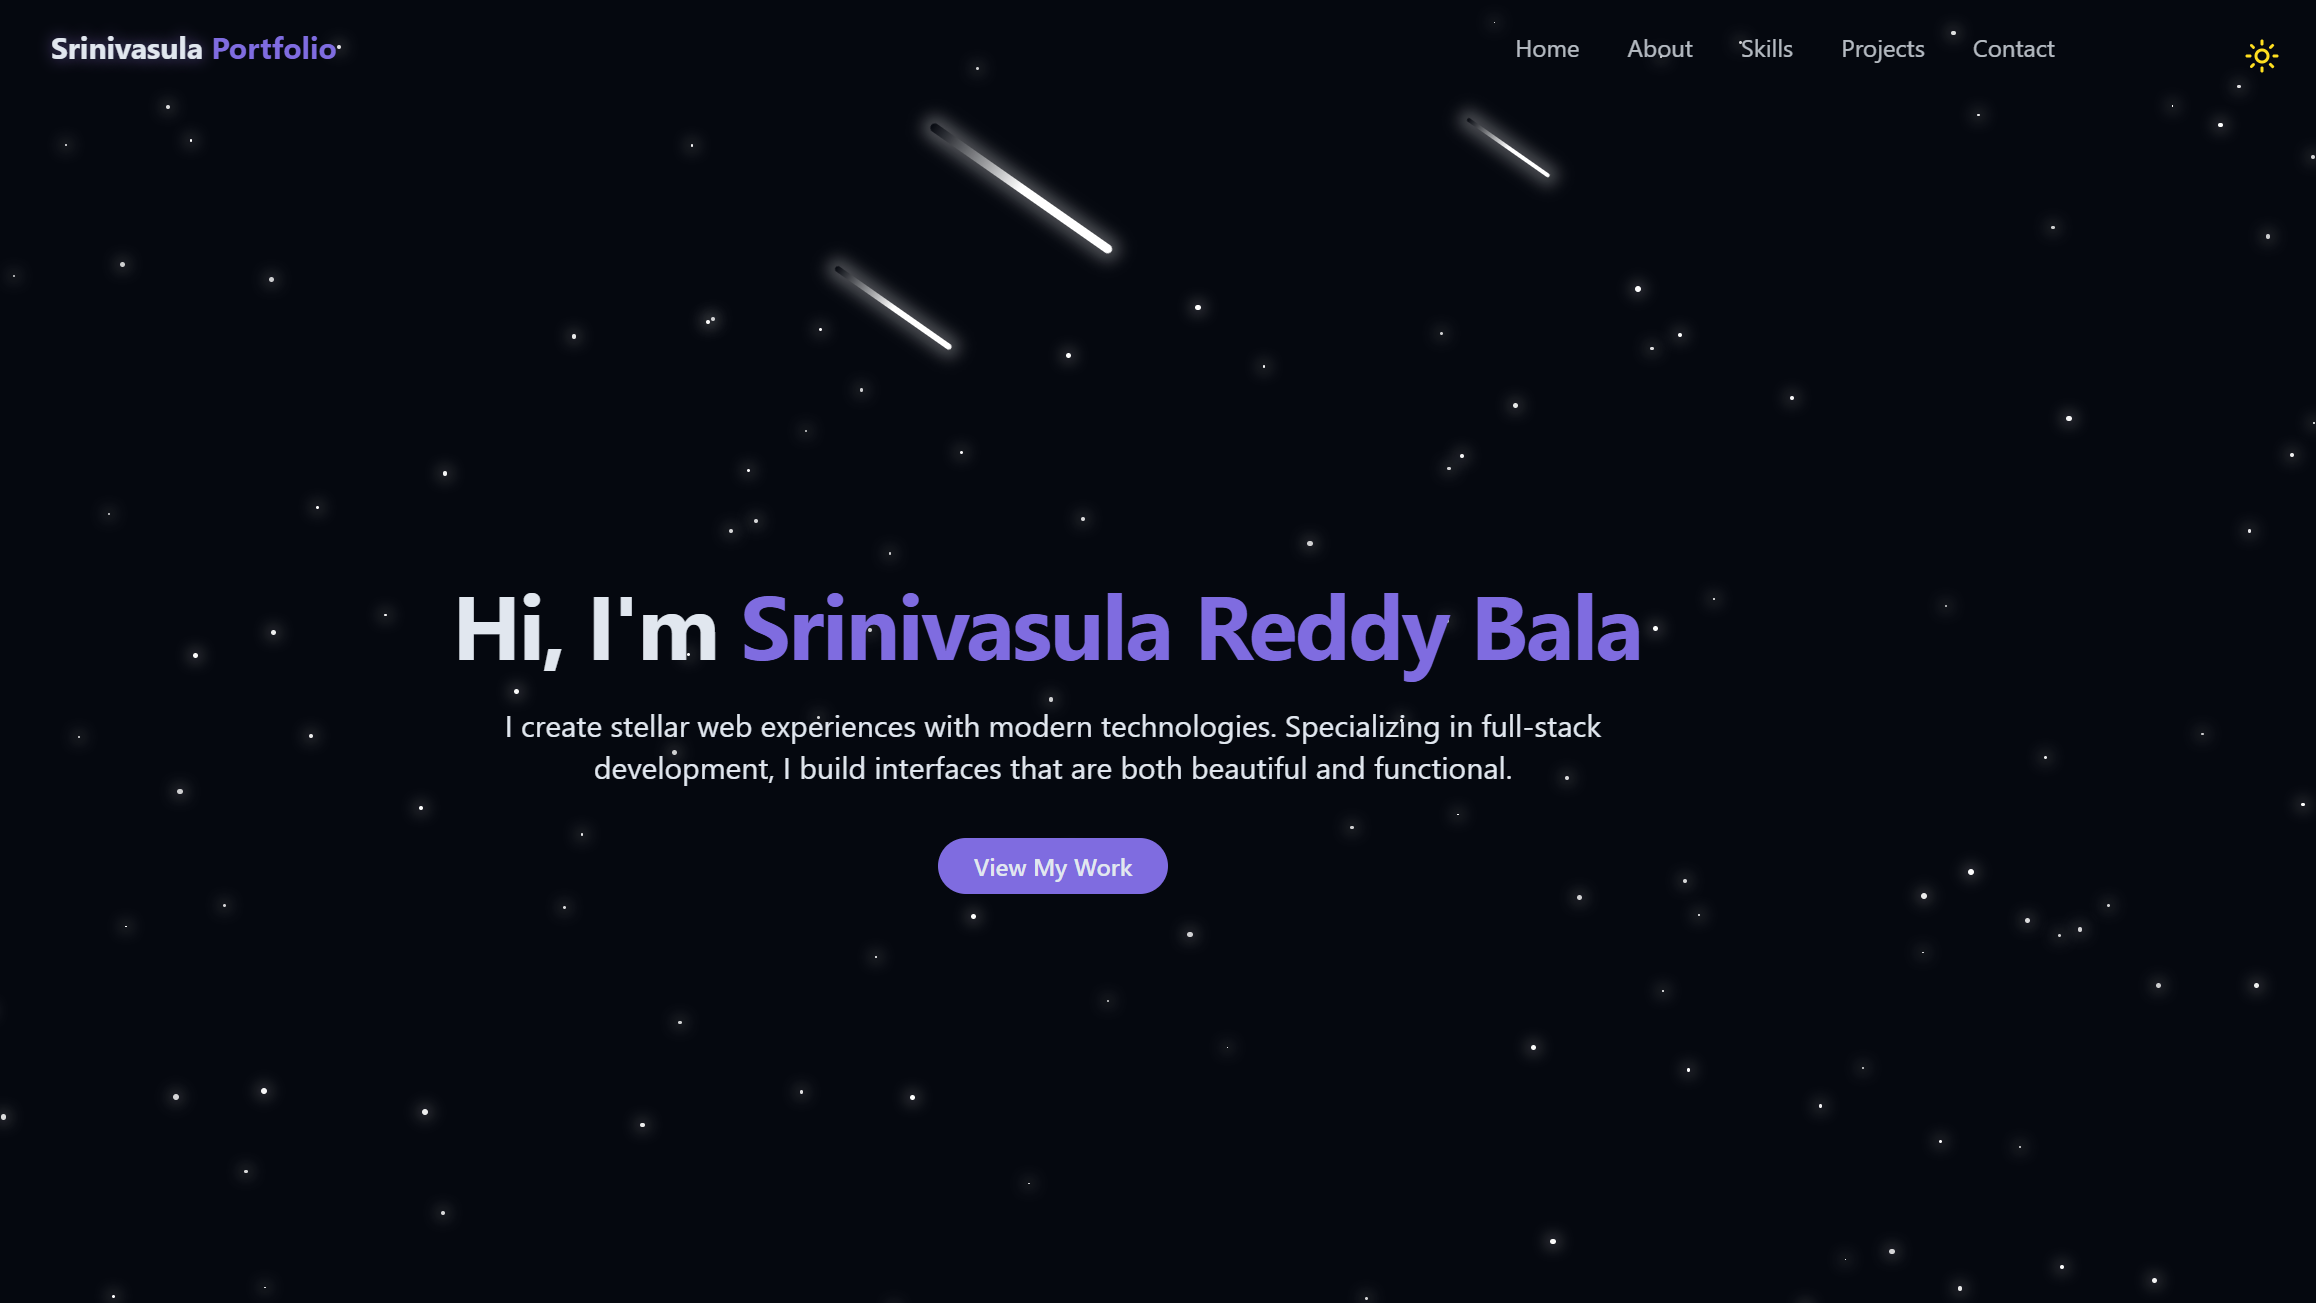 Srinivasula Portfolio
Home About Skills Projects Contact
Hi, I'm Srinivasula Reddy Bala
I create stellar web experiences with modern technologies. Specializing in full-stack
development, I build interfaces that are both beautiful and functional.
View My Work